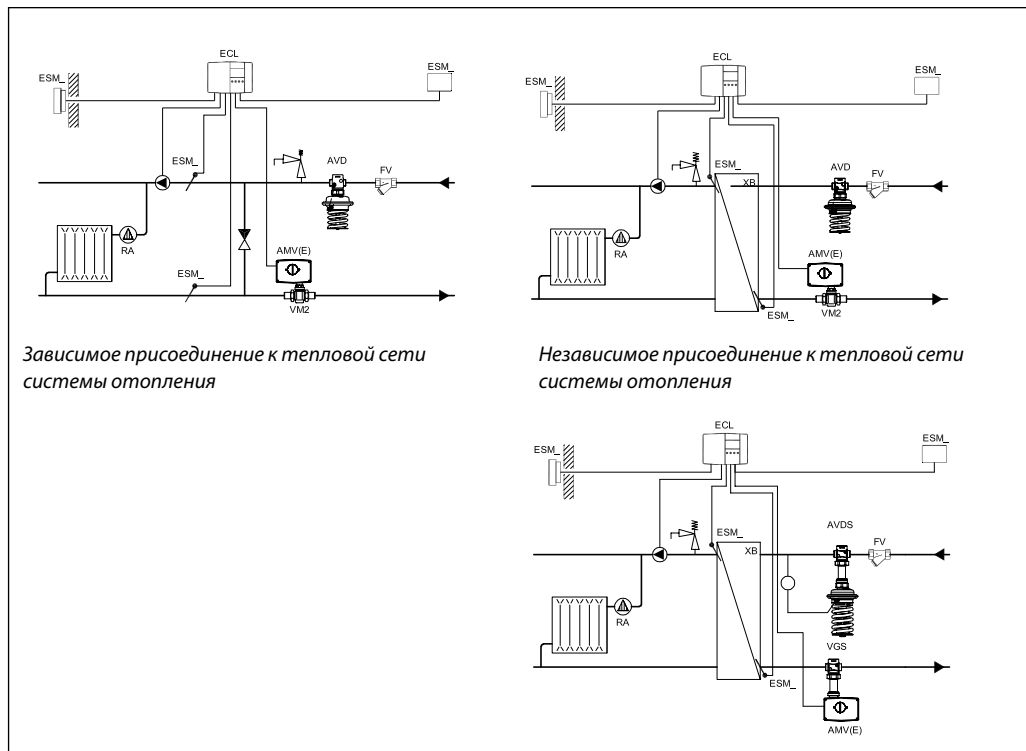 ECL
ESM_
ESM_
ESM_
AVD
FV
RA
AMV(E)
ESM_
VM2
Зависимое присоединение к тепловой сети
системы отопления
ECL
ESM_
ESM_
ESM_
XB
AVD
FV
RA
AMV(E)
ESM_
VM2
Независимое присоединение к тепловой сети
системы отопления
ECL
ESM_
ESM_
ESM_
XB
AVDS
FV
RA
VGS
ESM_
AMV(E)